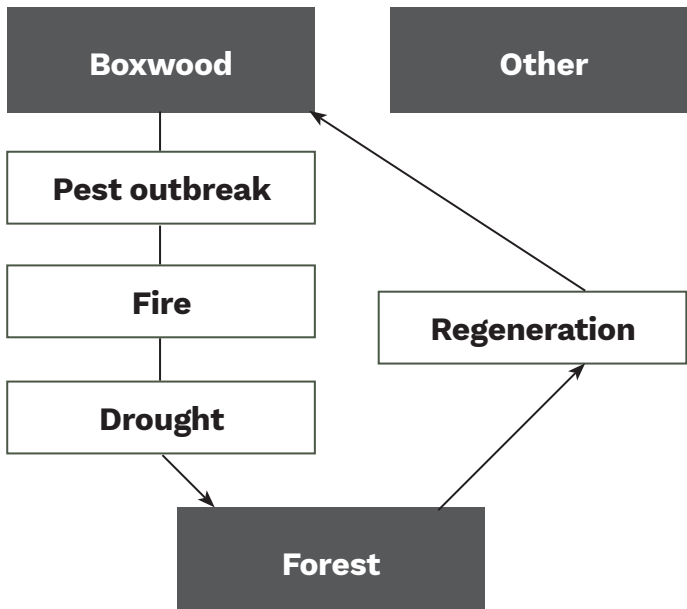 Boxwood
Other
Pest outbreak
Fire
Regeneration
Drought
Forest